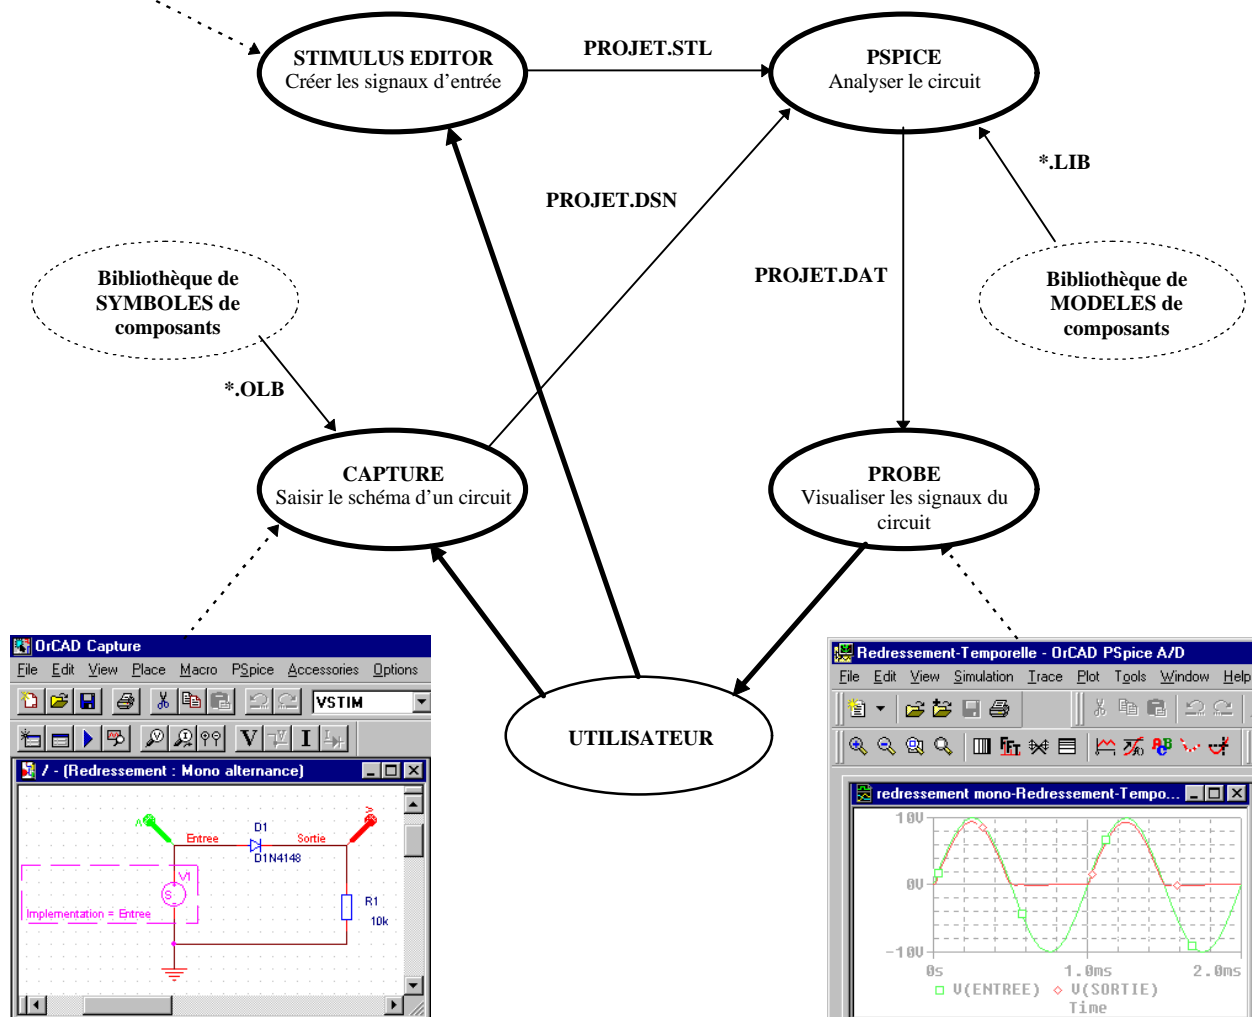 STIMULUS EDITOR
Créer les signaux d'entrée
PROJET.STL
PSPICE
Analyser le circuit
*.LIB
PROJET.DSN
PROJET.DAT
Bibliothèque de
SYMBOLES de
composants
Bibliothèque de
MODELES de
composants
*.OLB
CAPTURE
Saisir le schéma d'un circuit
PROBE
Visualiser les signaux du
circuit
UTILISATEUR
OrCAD Capture
File Edit View Place Macro PSpice Accessories Options
VSTIM
V V I
/ - (Redressement : Mono alternance)
D1
Entree Sortie
D1N4148
V1
S
Implementation = Entree
R1
10k
Redressement-Temporelle - OrCAD PSpice A/D
File Edit View Simulation Trace Plot Tools Window Help
FFT
redressement mono-Redressement-Tempo...
10V
0V
-10V
0s 1.0ms 2.0ms
V(ENTREE) V(SORTIE)
Time